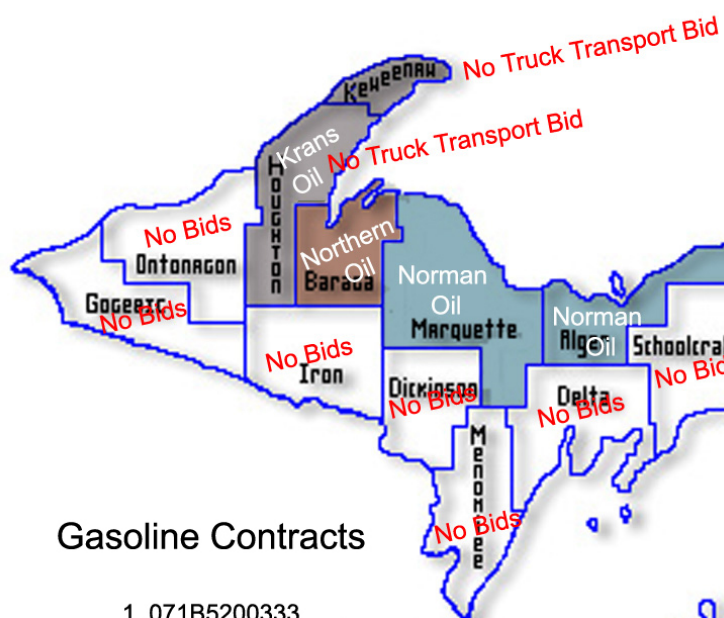 Keweenaw
No Truck Transport Bid
Krans
Oil
No Truck Transport Bid
Houghton
No Bids
Ontonagon
Northern
Oil
Baraga
Norman
Oil
Marquette
Norman
Oil
Alger
Gogebic
No Bids
No Bids
Iron
Schoolcraf
No Bid
Dickinson
No Bids
Delta
No Bids
Menominee
No Bids
Gasoline Contracts
1 071B5200333